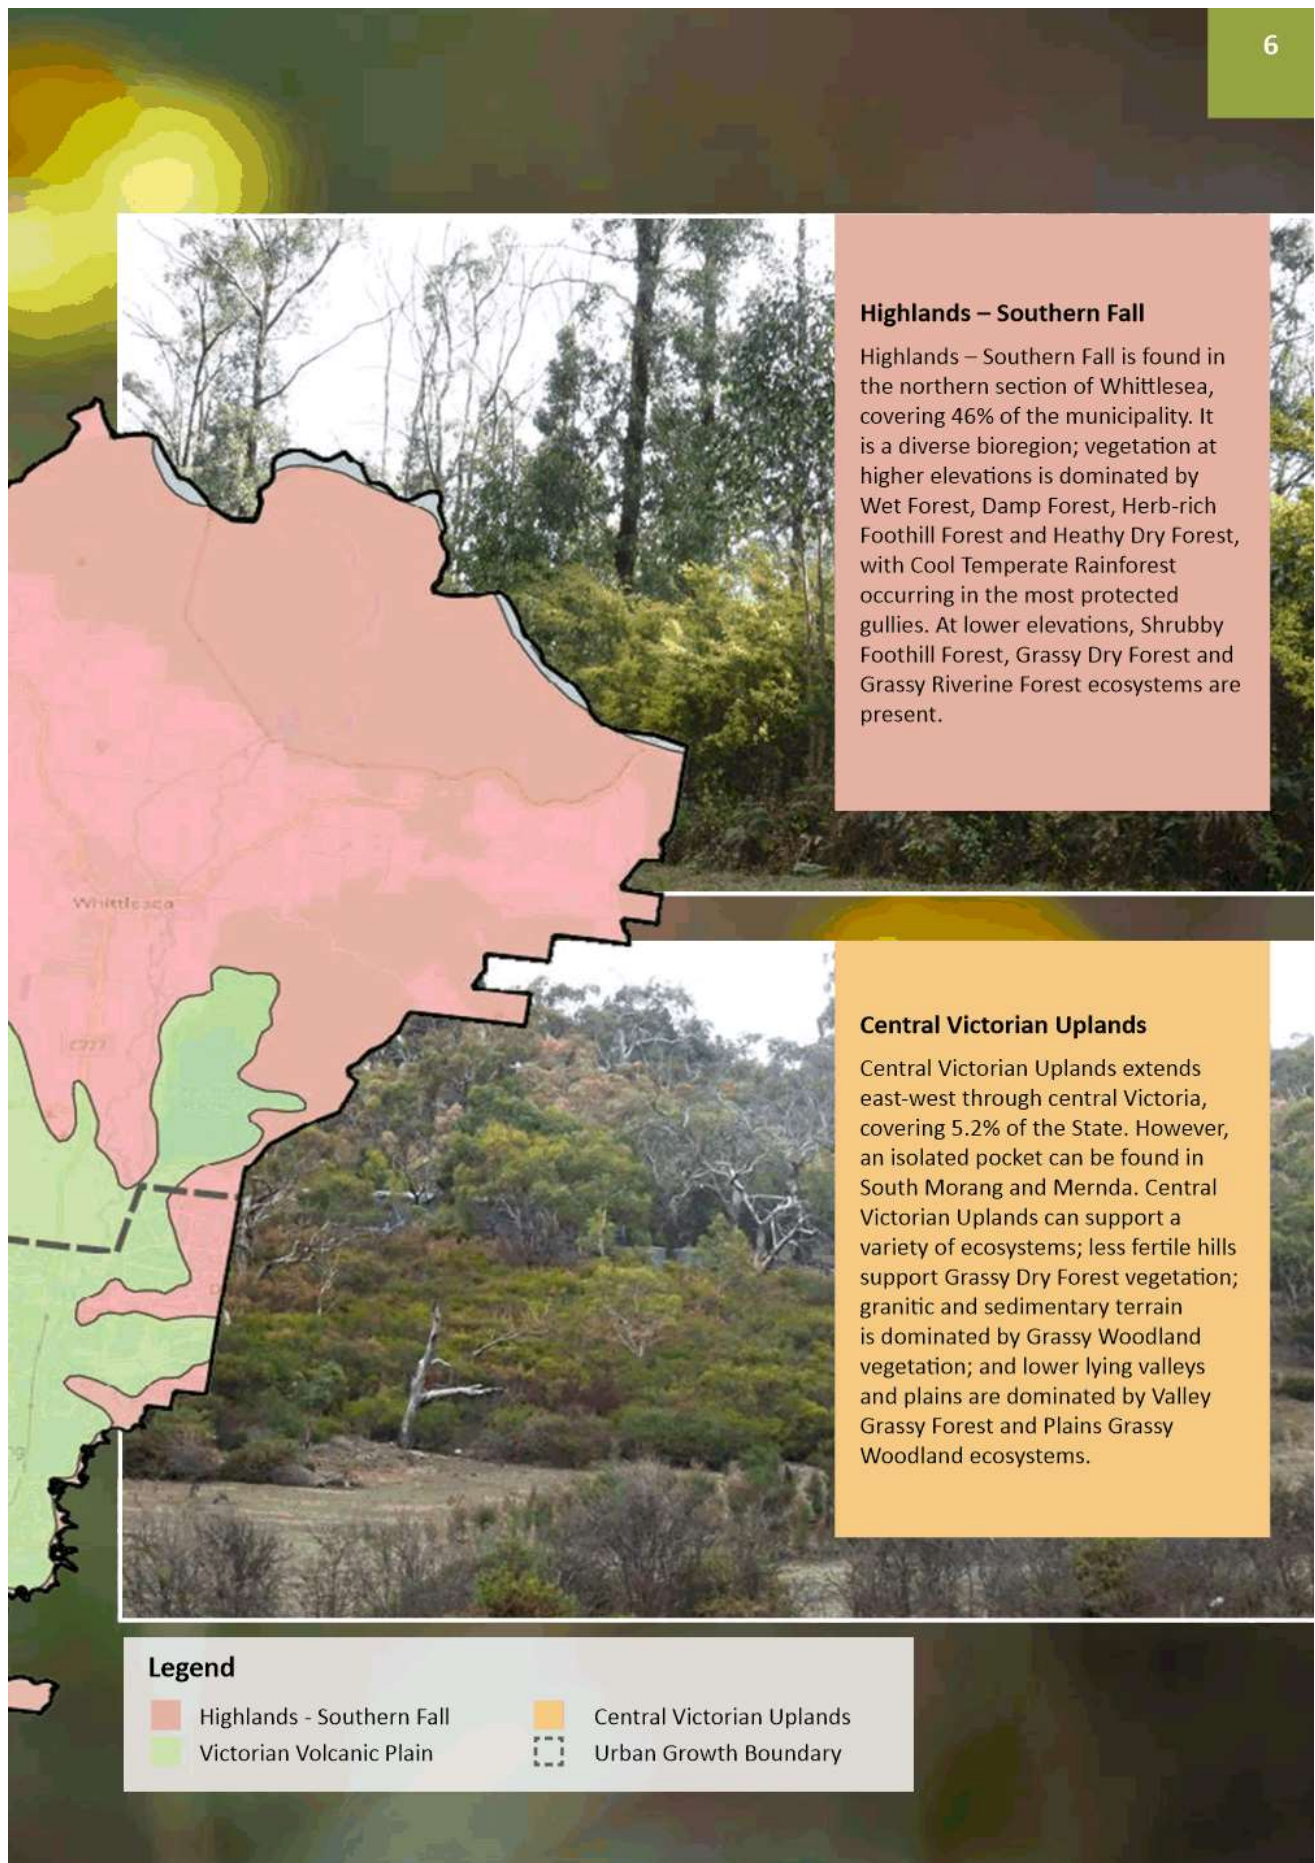 6
Highlands – Southern Fall
Highlands – Southern Fall is found in
the northern section of Whittlesea,
covering 46% of the municipality. It
is a diverse bioregion; vegetation at
higher elevations is dominated by
Wet Forest, Damp Forest, Herb-rich
Foothill Forest and Heathy Dry Forest,
with Cool Temperate Rainforest
occurring in the most protected
gullies. At lower elevations, Shrubby
Foothill Forest, Grassy Dry Forest and
Grassy Riverine Forest ecosystems are
present.
Whittlesea
C727
Central Victorian Uplands
Central Victorian Uplands extends
east-west through central Victoria,
covering 5.2% of the State. However,
an isolated pocket can be found in
South Morang and Mernda. Central
Victorian Uplands can support a
variety of ecosystems; less fertile hills
support Grassy Dry Forest vegetation;
granitic and sedimentary terrain
is dominated by Grassy Woodland
vegetation; and lower lying valleys
and plains are dominated by Valley
Grassy Forest and Plains Grassy
Woodland ecosystems.
Legend
Highlands - Southern Fall
Victorian Volcanic Plain
Central Victorian Uplands
Urban Growth Boundary